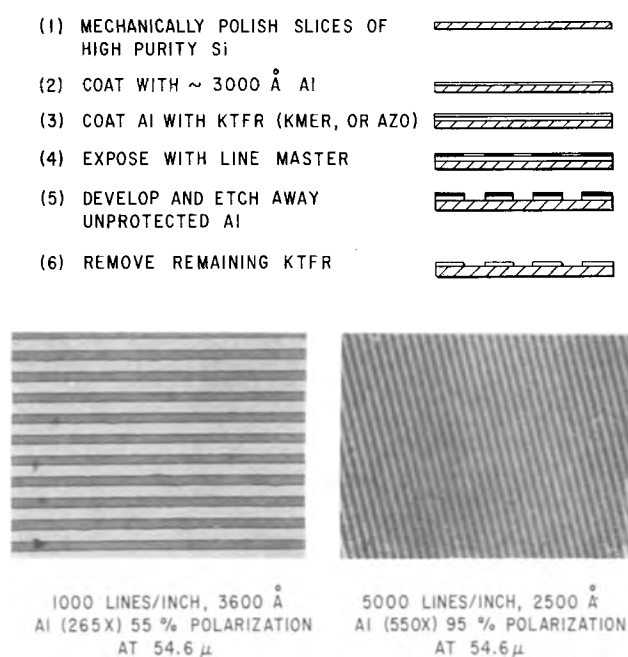 (1) MECHANICALLY POLISH SLICES OF
HIGH PURITY Si
(2) COAT WITH ~ 3000 Å Al
(3) COAT Al WITH KTFR (KMER, OR AZO)
(4) EXPOSE WITH LINE MASTER
(5) DEVELOP AND ETCH AWAY
UNPROTECTED Al
(6) REMOVE REMAINING KTFR
1000 LINES/INCH, 3600 Å
Al (265X) 55 % POLARIZATION
AT 54.6 μ
5000 LINES/INCH, 2500 Å
Al (550X) 95 % POLARIZATION
AT 54.6 μ